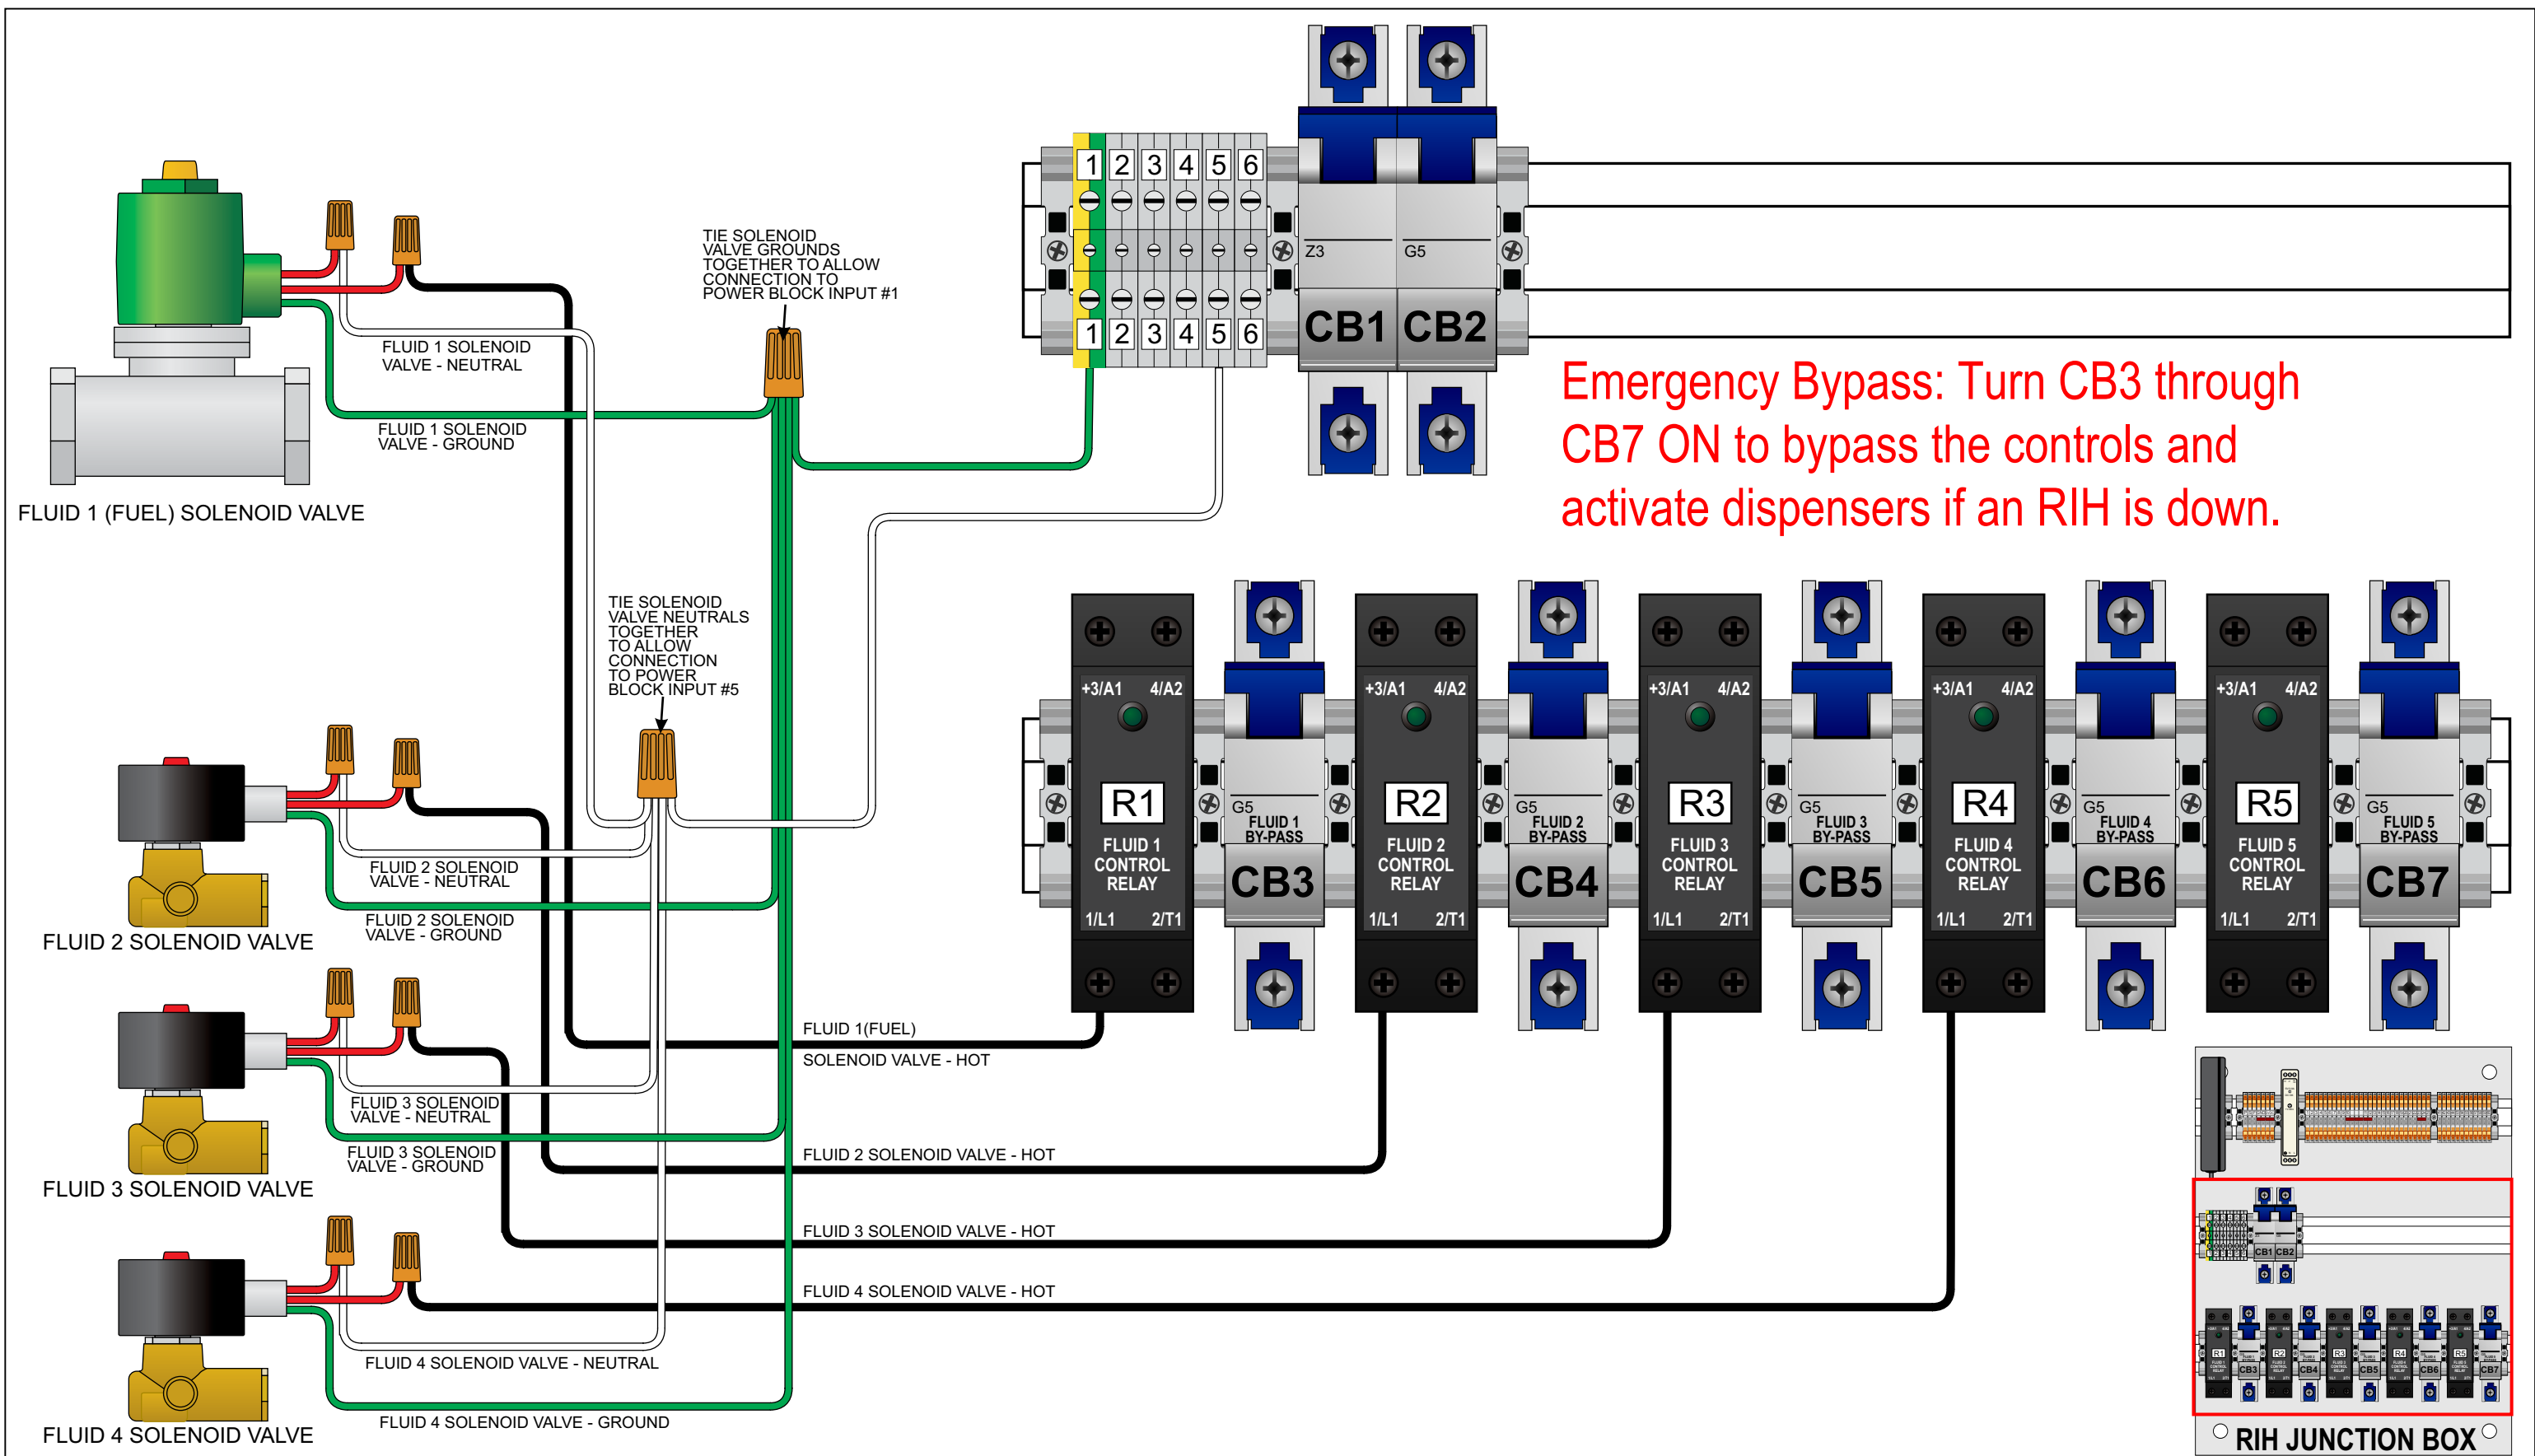 TIE SOLENOID
VALVE GROUNDS
TOGETHER TO ALLOW
CONNECTION TO
POWER BLOCK INPUT #1
1 2 3 4 5 6
Z3
G5
1 2 3 4 5 6
CB1 CB2
FLUID 1 SOLENOID
VALVE - NEUTRAL
FLUID 1 SOLENOID
VALVE - GROUND
FLUID 1 (FUEL) SOLENOID VALVE
Emergency Bypass: Turn CB3 through
CB7 ON to bypass the controls and
activate dispensers if an RIH is down.
TIE SOLENOID
VALVE NEUTRALS
TOGETHER
TO ALLOW
CONNECTION
TO POWER
BLOCK INPUT #5
+3/A1 4/A2
R1
FLUID 1
CONTROL
RELAY
1/L1 2/T1
G5
FLUID 1
BY-PASS
CB3
+3/A1 4/A2
R2
FLUID 2
CONTROL
RELAY
1/L1 2/T1
G5
FLUID 2
BY-PASS
CB4
+3/A1 4/A2
R3
FLUID 3
CONTROL
RELAY
1/L1 2/T1
G5
FLUID 3
BY-PASS
CB5
+3/A1 4/A2
R4
FLUID 4
CONTROL
RELAY
1/L1 2/T1
G5
FLUID 4
BY-PASS
CB6
+3/A1 4/A2
R5
FLUID 5
CONTROL
RELAY
1/L1 2/T1
G5
FLUID 5
BY-PASS
CB7
FLUID 2 SOLENOID
VALVE - NEUTRAL
FLUID 2 SOLENOID
VALVE - GROUND
FLUID 2 SOLENOID VALVE
FLUID 1(FUEL)
SOLENOID VALVE - HOT
FLUID 3 SOLENOID
VALVE - NEUTRAL
FLUID 3 SOLENOID
VALVE - GROUND
FLUID 3 SOLENOID VALVE
FLUID 2 SOLENOID VALVE - HOT
FLUID 3 SOLENOID VALVE - HOT
FLUID 4 SOLENOID VALVE - HOT
FLUID 4 SOLENOID VALVE - NEUTRAL
FLUID 4 SOLENOID VALVE - GROUND
FLUID 4 SOLENOID VALVE
CB1 CB2
R1 CB3 R2 CB4 R3 CB5 R4 CB6 R5 CB7
RIH JUNCTION BOX